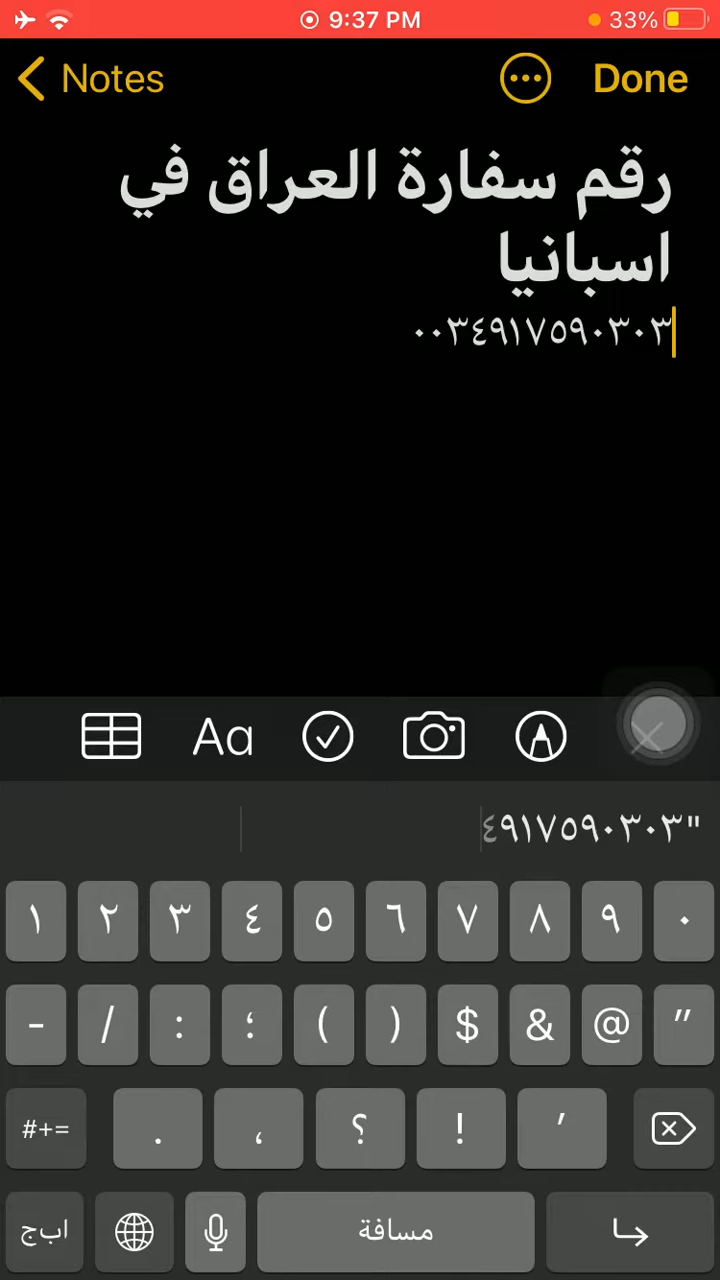 9:37 PM
33%
Notes
Done
رقم سفارة العراق في
اسبانيا
٠٠٣٤٩١٧٥٩٠٣٠٣
Aa
٤٩١٧٥٩٠٣٠٣"
١ ٢ ٣ ٤ ٥ ٦ ٧ ٨ ٩ ٠
- / : ؛ ( ) $ & @ "
#+= . ، ؟ ! ’
اب‌ج مسافة